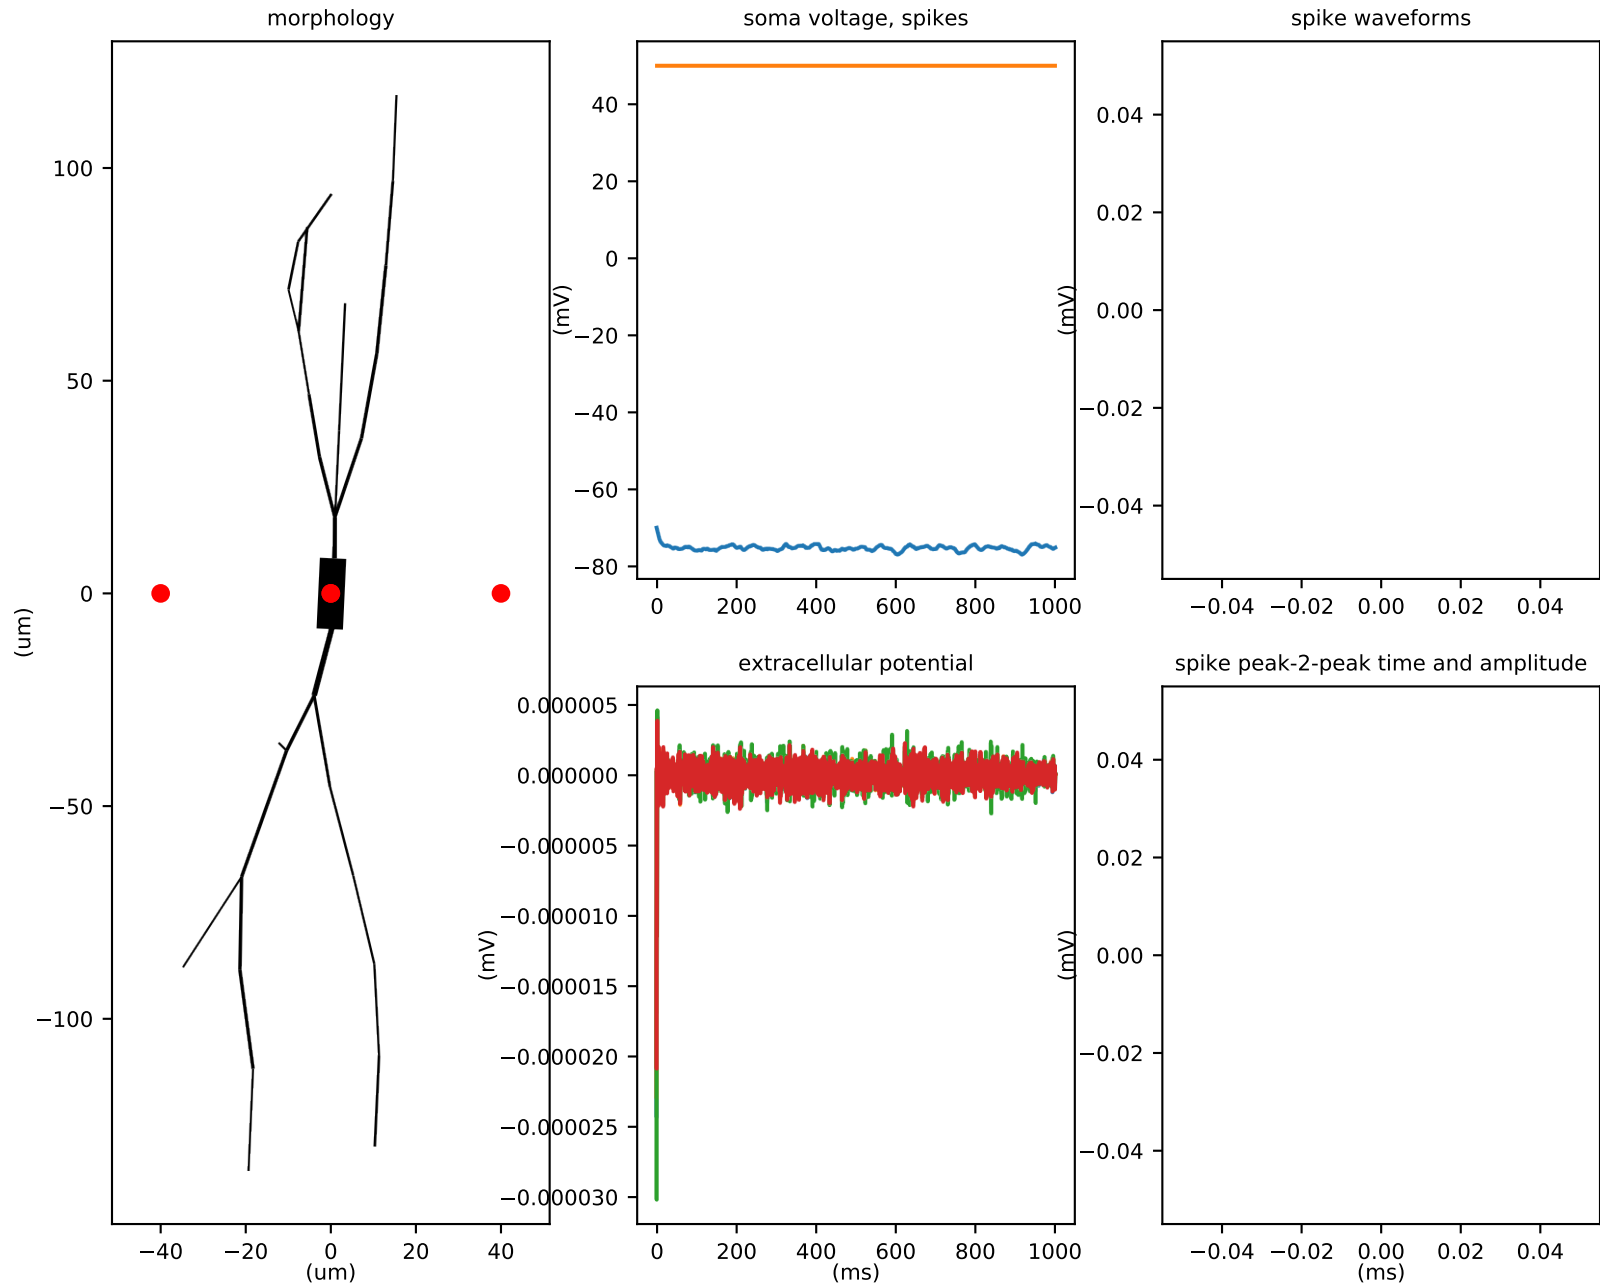 morphology
100
50
0
−50
−100
(um)
−40 −20 0 20 40
(um)
soma voltage, spikes
40
20
0
−20
−40
−60
−80
(mV)
0 200 400 600 800 1000
spike waveforms
0.04
0.02
0.00
−0.02
−0.04
(mV)
−0.04 −0.02 0.00 0.02 0.04
extracellular potential
0.000005
0.000000
−0.000005
−0.000010
−0.000015
−0.000020
−0.000025
−0.000030
(mV)
0 200 400 600 800 1000
(ms)
spike peak-2-peak time and amplitude
0.04
0.02
0.00
−0.02
−0.04
(mV)
−0.04 −0.02 0.00 0.02 0.04
(ms)